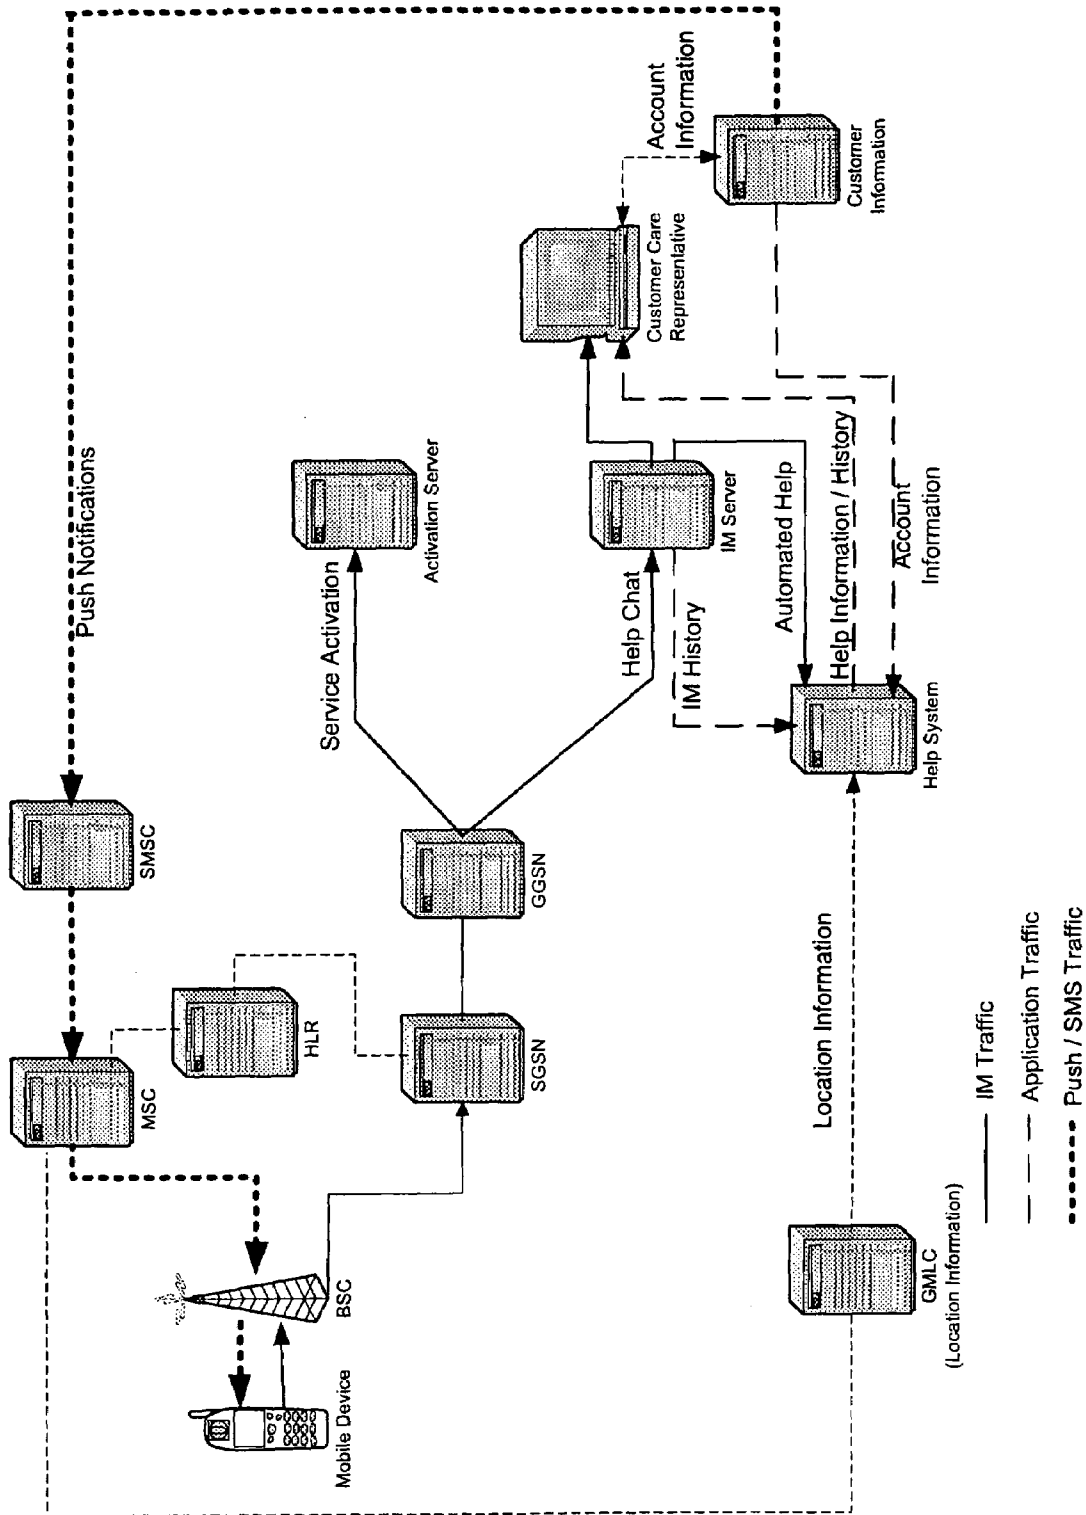 Push Notifications
SMSC
MSC
HLR
Service Activation
Activation Server
Account
Information
Customer Care
Representative
Customer
Information
GGSN
SGSN
BSC
Mobile Device
Help Chat
IM Server
IM History
Automated Help
Help Information / History
Account
Information
Help System
Location Information
GMLC
(Location Information)
IM Traffic
Application Traffic
Push / SMS Traffic